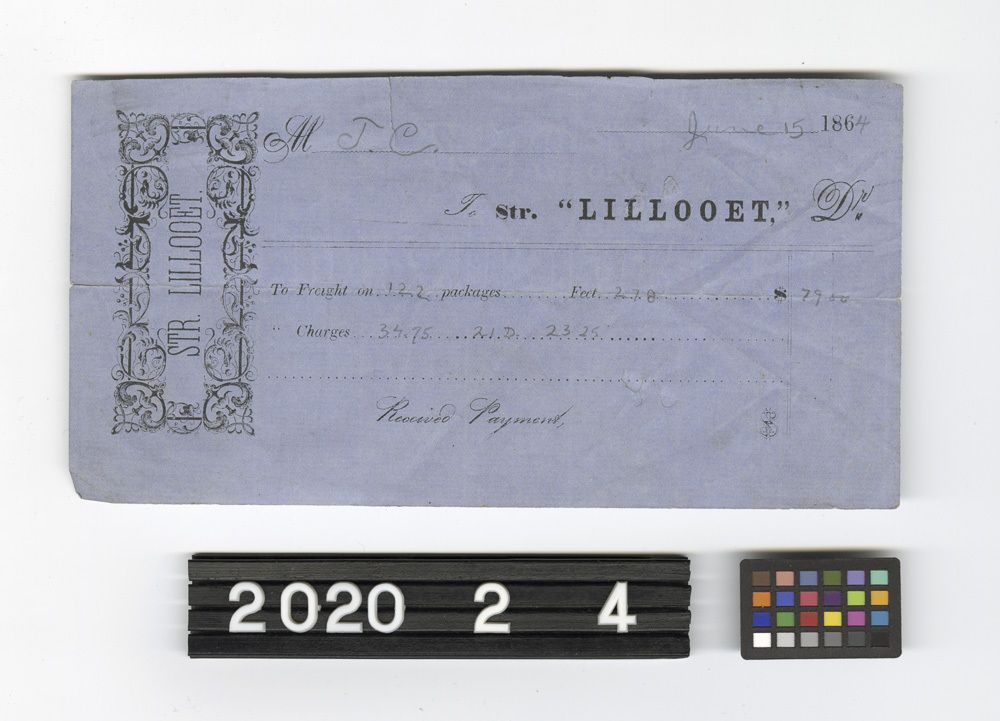 STR. LILLOOET
June 15 1864
M T. C.
To Str. "LILLOOET," Dr
To Freight on 122 packages ....... Feet 278 ....... $ 79 00
" Charges 34.75 21.D. 23 25
Received Payment,
2020 2 4